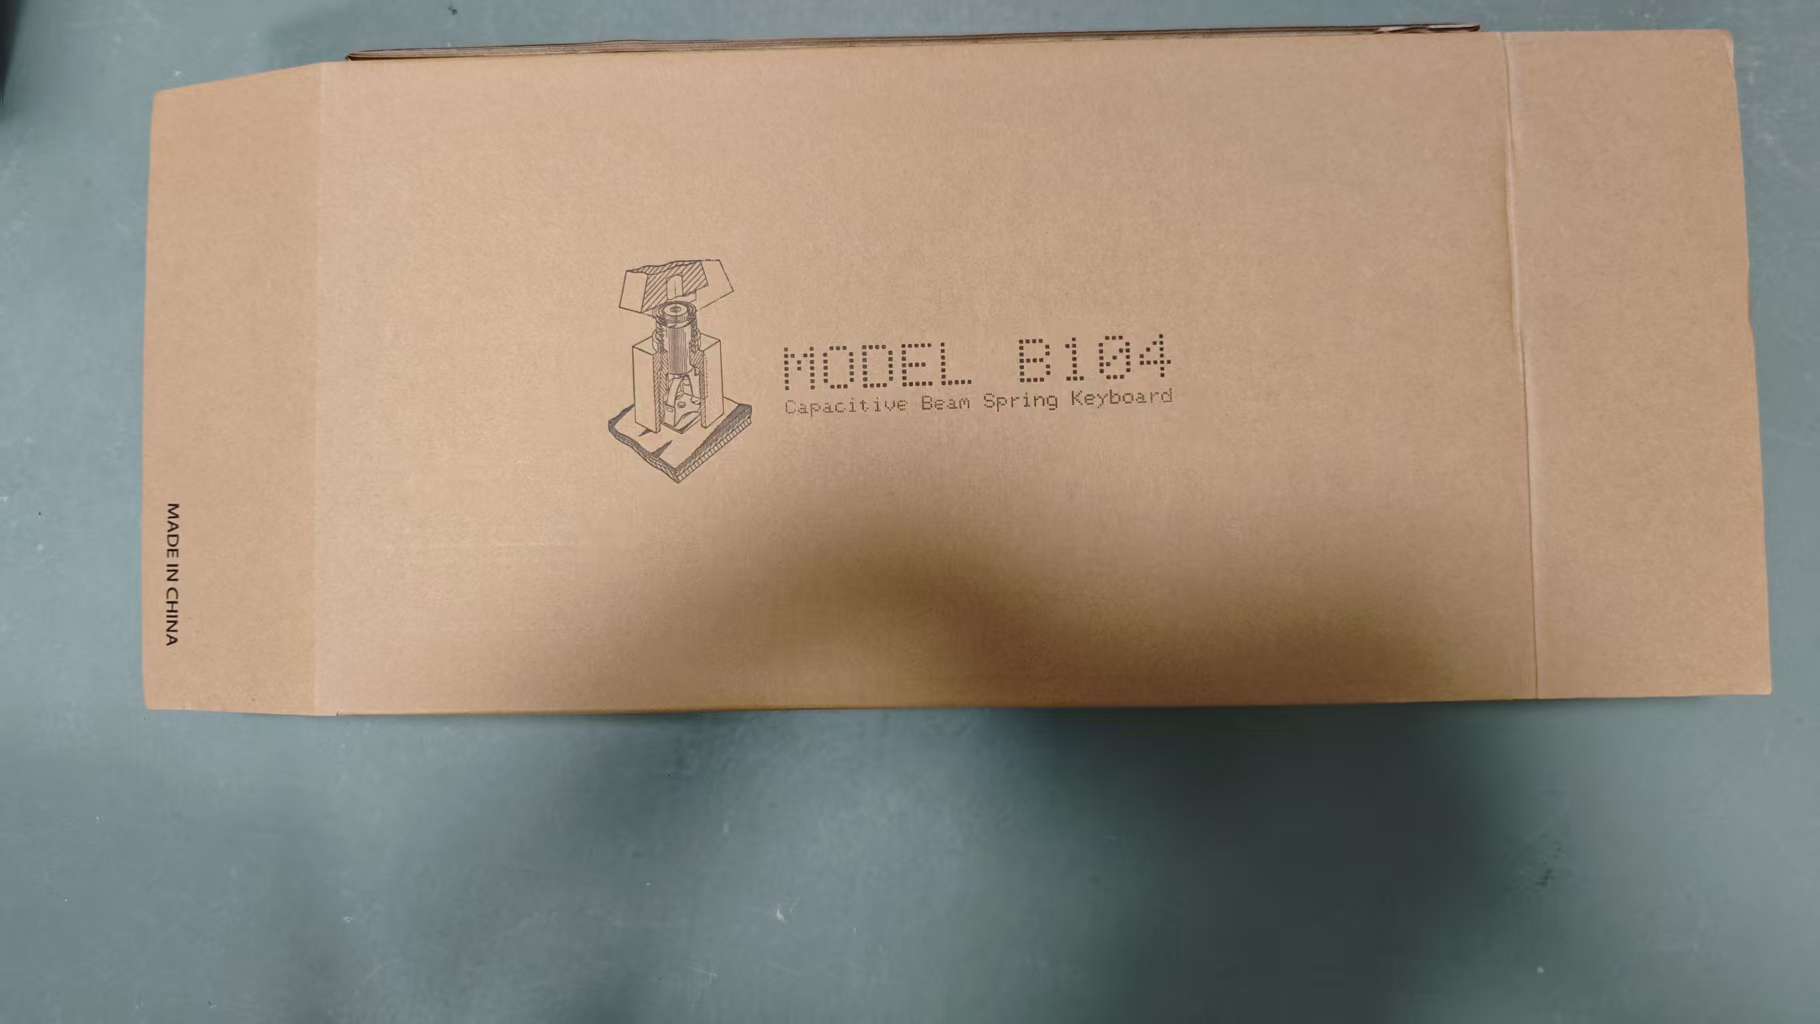 MODEL B104
Capacitive Beam Spring Keyboard
MADE IN CHINA